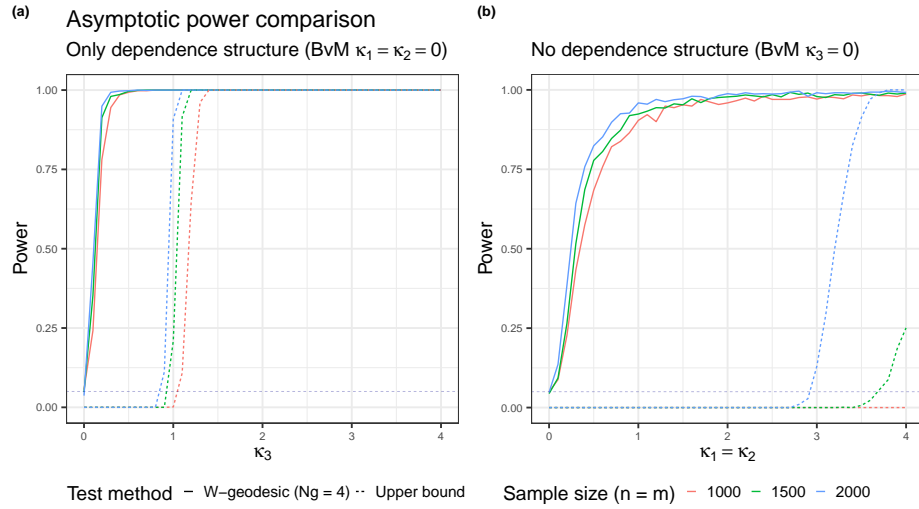 (a)
Asymptotic power comparison
Only dependence structure (BvM κ1 = κ2 = 0)
1.00
0.75
0.50
0.25
0.00
Power
0 1 2 3 4
κ3
(b)
No dependence structure (BvM κ3 = 0)
1.00
0.75
0.50
0.25
0.00
Power
0 1 2 3 4
κ1 = κ2
Test method W−geodesic (Ng = 4) Upper bound
Sample size (n = m) 1000 1500 2000